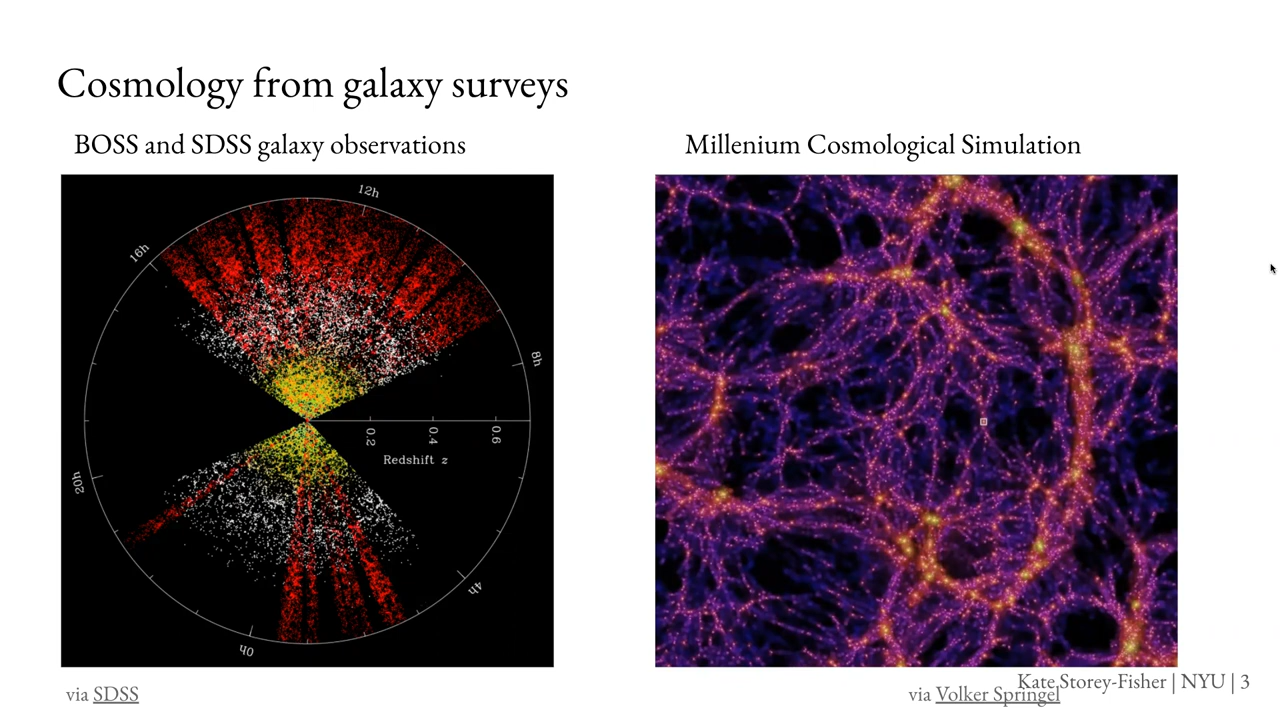 Cosmology from galaxy surveys
BOSS and SDSS galaxy observations
Millenium Cosmological Simulation
12h
16h
8h
0.2
0.4
0.6
Redshift z
20h
4h
0h
Kate Storey-Fisher | NYU | 3
via SDSS
via Volker Springel